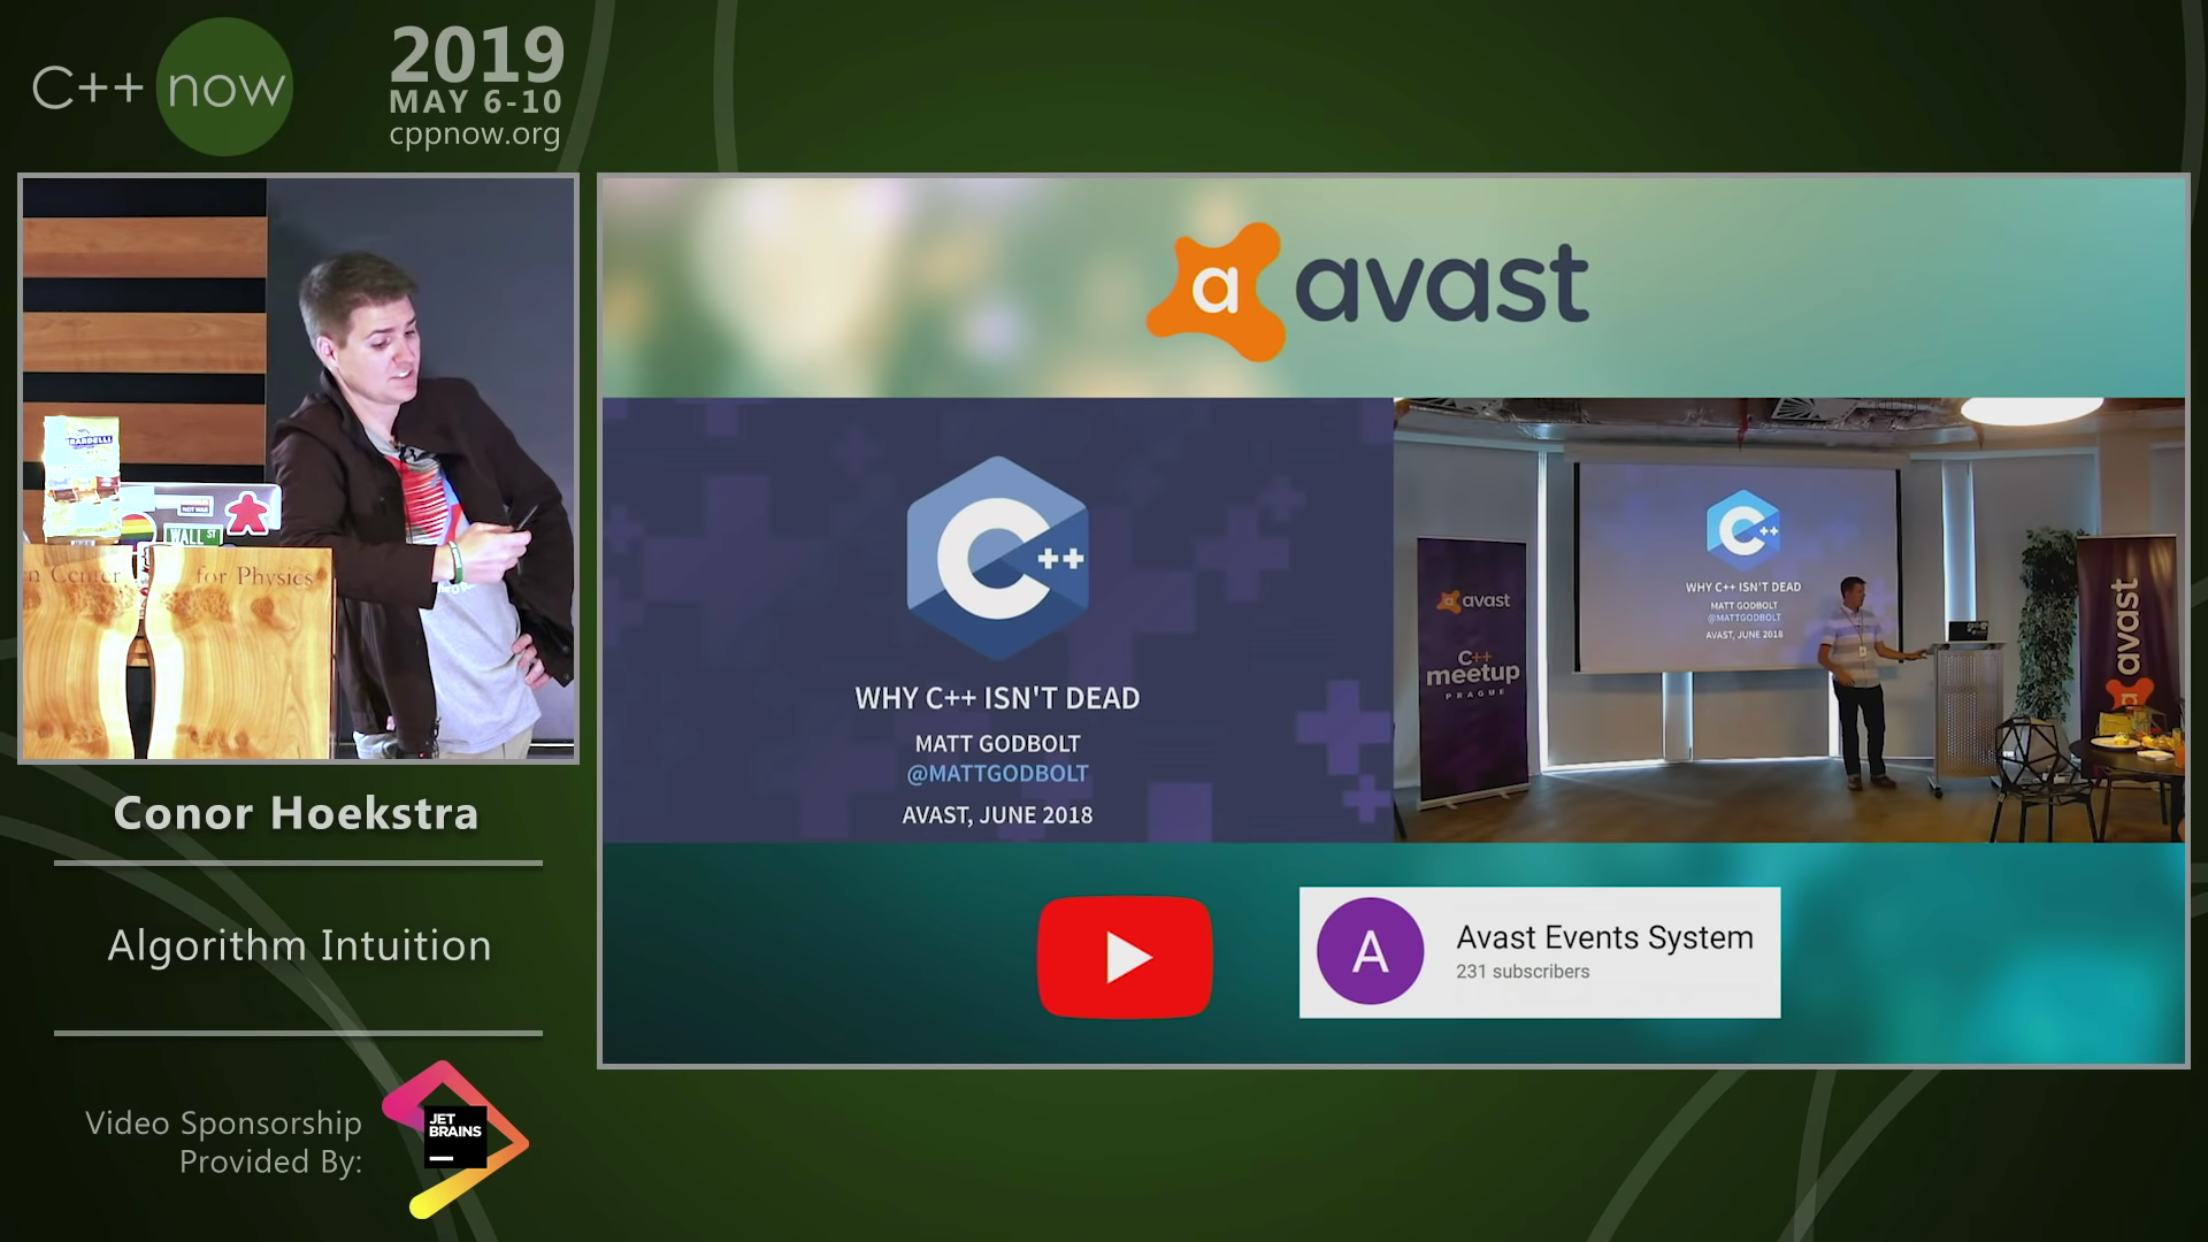 C++ now
2019
MAY 6-10
cppnow.org
WALL ST
for Physics
Conor Hoekstra
Algorithm Intuition
Video Sponsorship
Provided By:
JET
BRAINS
a avast
C++
WHY C++ ISN'T DEAD
MATT GODBOLT
@MATTGODBOLT
AVAST, JUNE 2018
avast
C++
meetup
PRAGUE
C++
WHY C++ ISN'T DEAD
MATT GODBOLT
@MATTGODBOLT
AVAST, JUNE 2018
avast
A
Avast Events System
231 subscribers